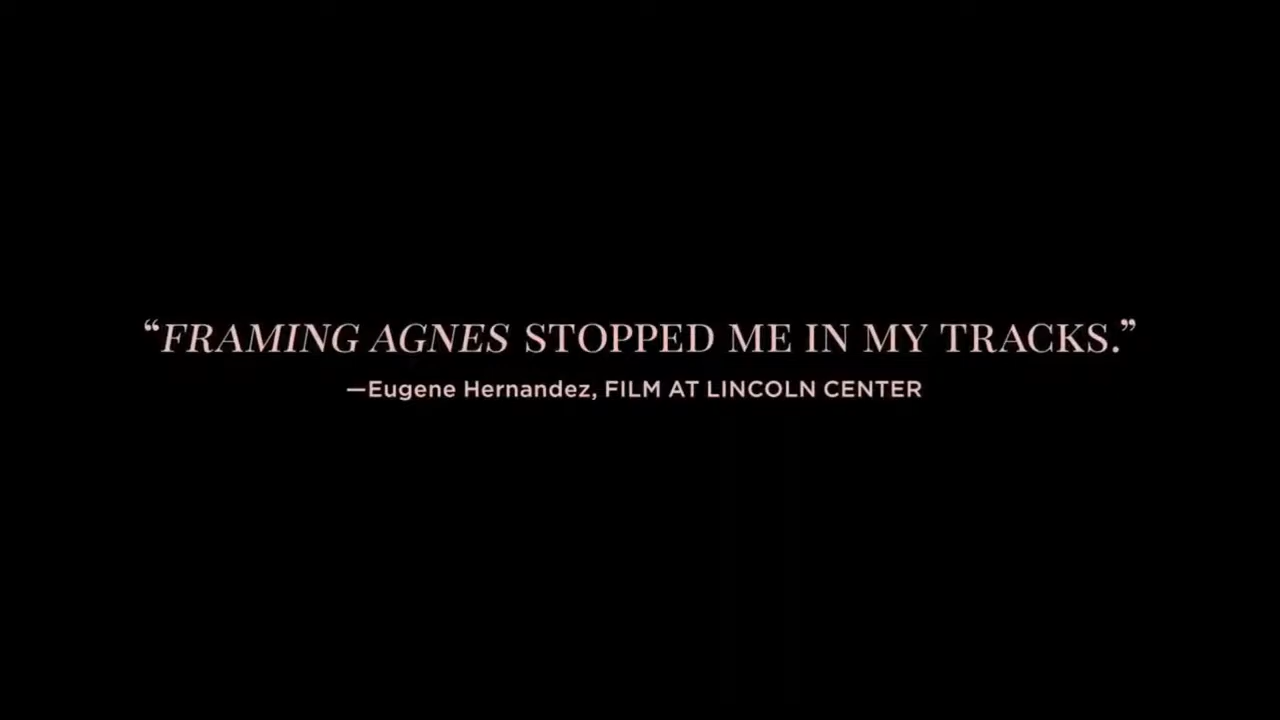 “FRAMING AGNES STOPPED ME IN MY TRACKS.”
—Eugene Hernandez, FILM AT LINCOLN CENTER